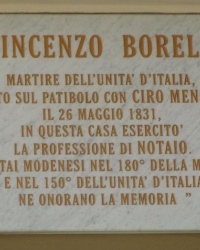 INCENZO BOREL
MARTIRE DELL'UNITA' D'ITALIA,
TO SUL PATIBOLO CON CIRO MEN
IL 26 MAGGIO 1831,
IN QUESTA CASA ESERCITO'
LA PROFESSIONE DI NOTAIO.
TAI MODENESI NEL 180° DELLA M
E NEL 150° DELL'UNITA' D'ITALIA
NE ONORANO LA MEMORIA "